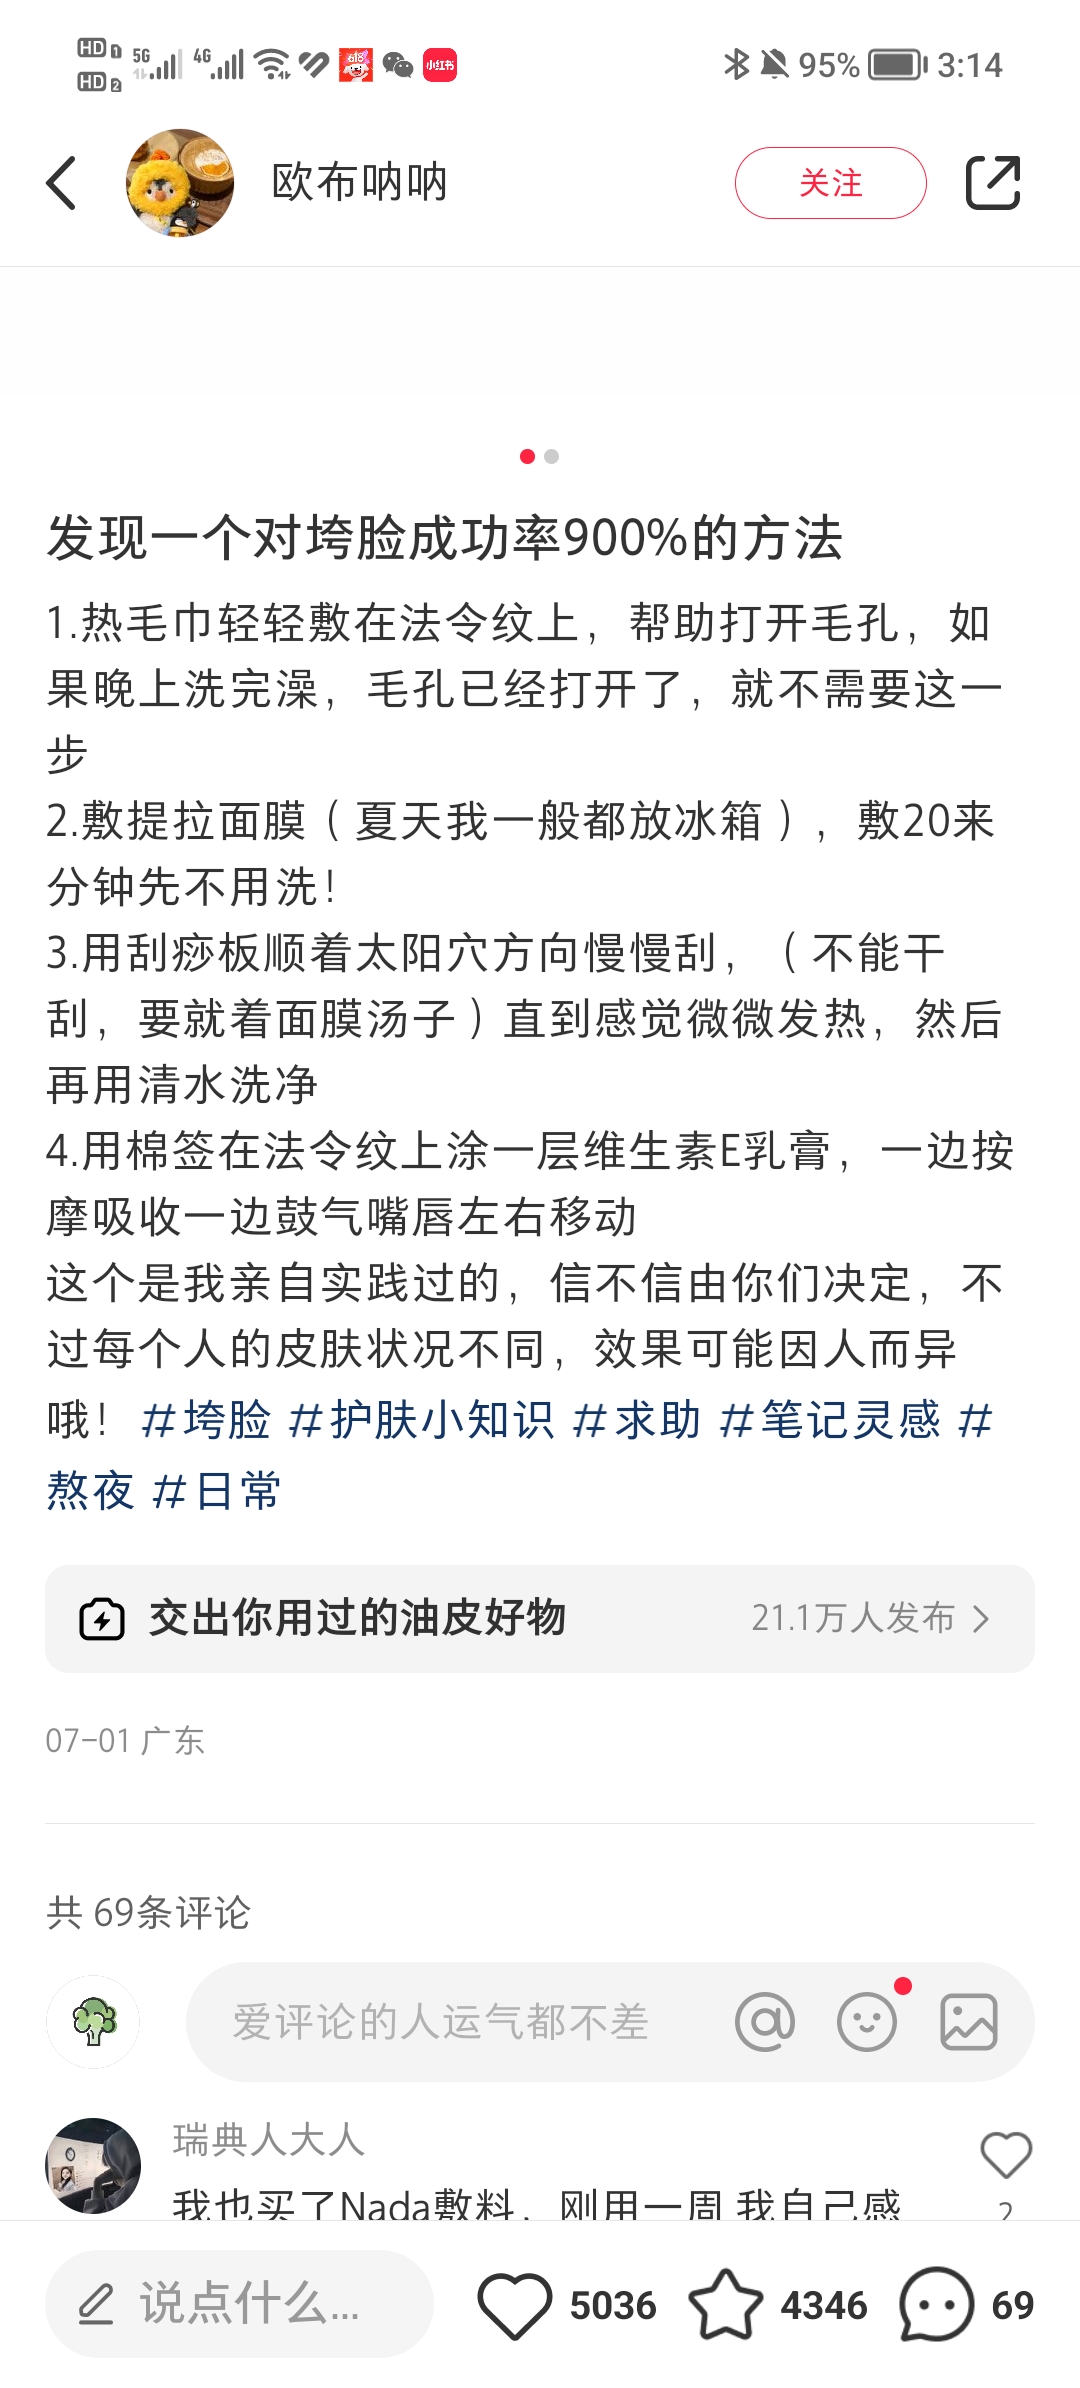 HD 1 5G 4G 618 小红书 95% 3:14
HD 2
欧布呐呐 关注
发现一个对垮脸成功率900%的方法
1.热毛巾轻轻敷在法令纹上，帮助打开毛孔，如
果晚上洗完澡，毛孔已经打开了，就不需要这一
步
2.敷提拉面膜（夏天我一般都放冰箱），敷20来
分钟先不用洗！
3.用刮痧板顺着太阳穴方向慢慢刮，（不能干
刮，要就着面膜汤子）直到感觉微微发热，然后
再用清水洗净
4.用棉签在法令纹上涂一层维生素E乳膏，一边按
摩吸收一边鼓气嘴唇左右移动
这个是我亲自实践过的，信不信由你们决定，不
过每个人的皮肤状况不同，效果可能因人而异
哦！ #垮脸 #护肤小知识 #求助 #笔记灵感 #
熬夜 #日常
交出你用过的油皮好物 21.1万人发布
07-01 广东
共 69条评论
爱评论的人运气都不差
瑞典人大人
我也买了Nada敷料，刚用一周 我自己感 2
说点什么... 5036 4346 69